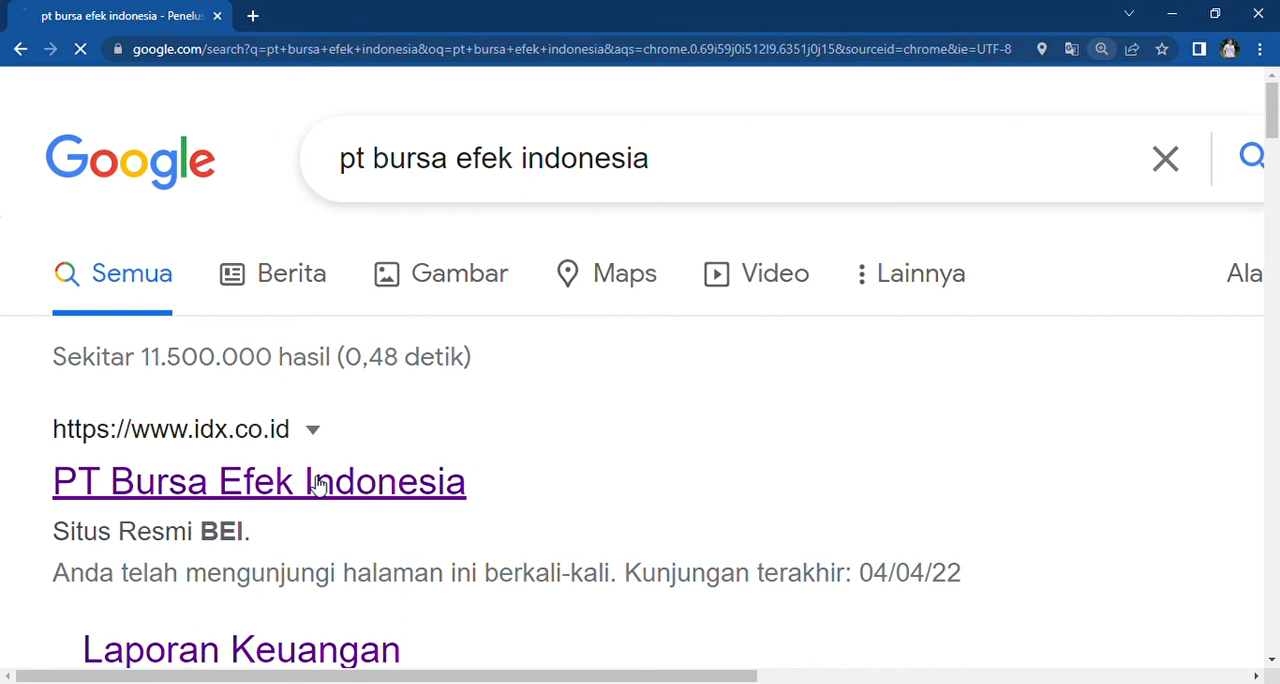 pt bursa efek indonesia - Penelus
google.com/search?q=pt+bursa+efek+indonesia&oq=pt+bursa+efek+indonesia&aqs=chrome.0.69i59j0i512l9.6351j0j15&sourceid=chrome&ie=UTF-8
Google
pt bursa efek indonesia
Semua Berita Gambar Maps Video Lainnya Ala
Sekitar 11.500.000 hasil (0,48 detik)
https://www.idx.co.id
PT Bursa Efek Indonesia
Situs Resmi BEI.
Anda telah mengunjungi halaman ini berkali-kali. Kunjungan terakhir: 04/04/22
Laporan Keuangan